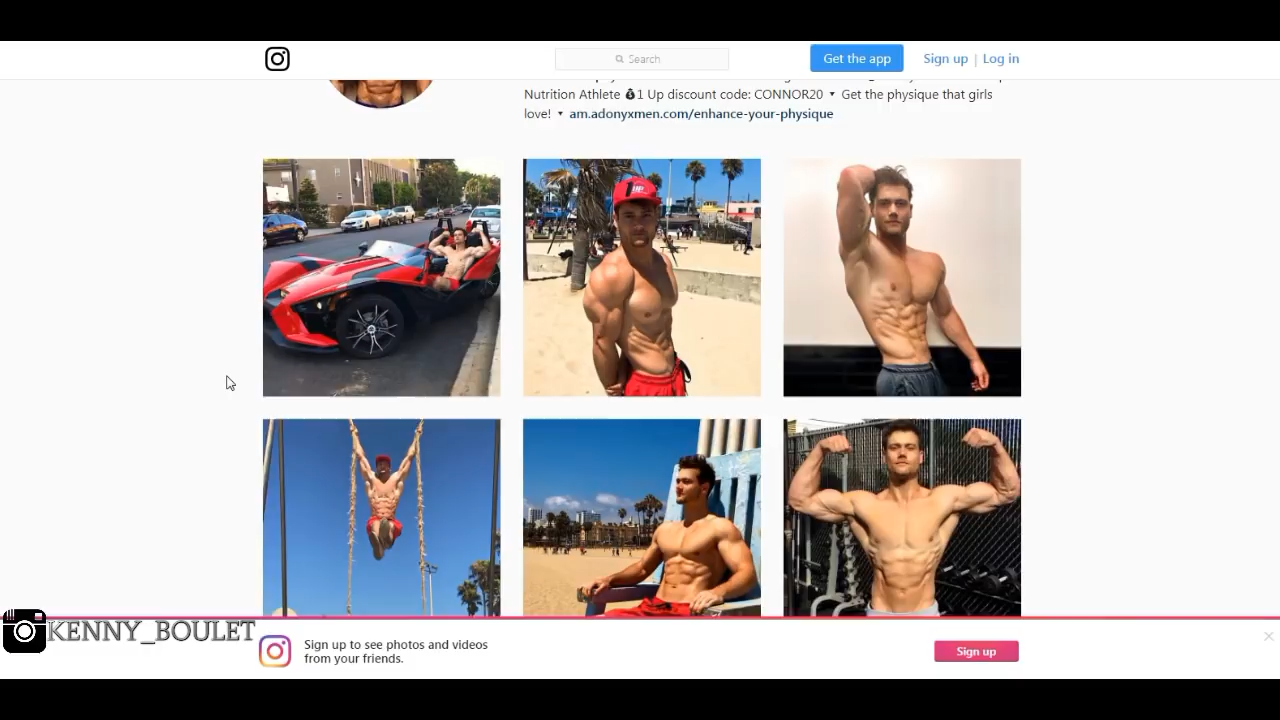 Search
Get the app
Sign up | Log in
Nutrition Athlete 💰1 Up discount code: CONNOR20 ▾ Get the physique that girls
love! ▾ am.adonyxmen.com/enhance-your-physique
UP
KENNY_BOULET
Sign up to see photos and videos
from your friends.
Sign up